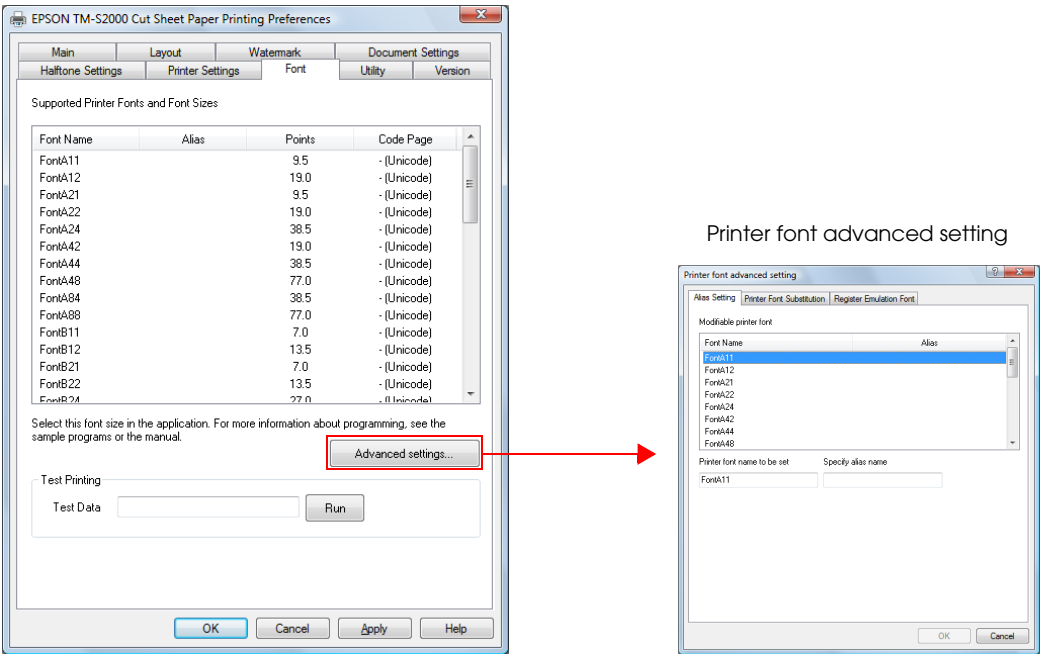 EPSON TM-S2000 Cut Sheet Paper Printing Preferences
Main Layout Watermark Document Settings
Halftone Settings Printer Settings Font Utility Version
Supported Printer Fonts and Font Sizes
Font Name Alias Points Code Page
FontA11 9.5 - (Unicode)
FontA12 19.0 - (Unicode)
FontA21 9.5 - (Unicode)
FontA22 19.0 - (Unicode)
FontA24 38.5 - (Unicode)
FontA42 19.0 - (Unicode)
FontA44 38.5 - (Unicode)
FontA48 77.0 - (Unicode)
FontA84 38.5 - (Unicode)
FontA88 77.0 - (Unicode)
FontB11 7.0 - (Unicode)
FontB12 13.5 - (Unicode)
FontB21 7.0 - (Unicode)
FontB22 13.5 - (Unicode)
FontB24 27.0 - (Unicode)
Select this font size in the application. For more information about programming, see the
sample programs or the manual.
Advanced settings...
Test Printing
Test Data Run
OK Cancel Apply Help
Printer font advanced setting
Printer font advanced setting
Alias Setting Printer Font Substitution Register Emulation Font
Modifiable printer font
Font Name Alias
FontA11
FontA12
FontA21
FontA22
FontA24
FontA42
FontA44
FontA48
Printer font name to be set Specify alias name
FontA11
OK Cancel